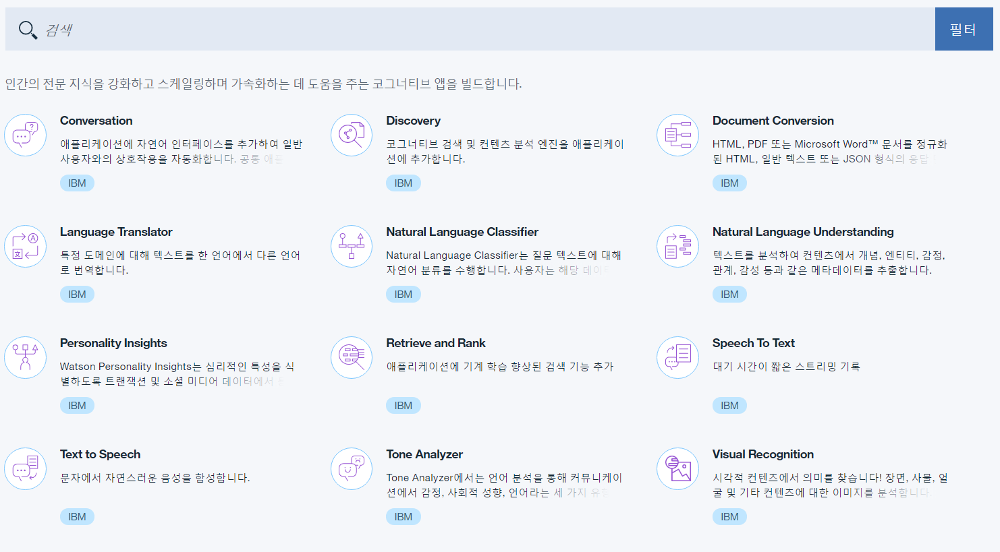 검색
필터
인간의 전문 지식을 강화하고 스케일링하며 가속화하는 데 도움을 주는 코그너티브 앱을 빌드합니다.
Conversation
애플리케이션에 자연어 인터페이스를 추가하여 일반
사용자와의 상호작용을 자동화합니다. 공통
IBM
Discovery
코그너티브 검색 및 컨텐츠 분석 엔진을 애플리케이
션에 추가합니다.
IBM
Document Conversion
HTML, PDF 또는 Microsoft Word™ 문서를 정규화
된 HTML, 일반 텍스트 또는 JSON 형식의 응답
IBM
Language Translator
특정 도메인에 대해 텍스트를 한 언어에서 다른 언어
로 번역합니다.
IBM
Natural Language Classifier
Natural Language Classifier는 질문 텍스트에 대해
자연어 분류를 수행합니다. 사용자는 해당
IBM
Natural Language Understanding
텍스트를 분석하여 컨텐츠에서 개념, 엔티티, 감정,
관계, 감성 등과 같은 메타데이터를 추출합니다.
IBM
Personality Insights
Watson Personality Insights는 심리적인 특성을 식
별하도록 트랜잭션 및 소셜 미디어 데이터에서
IBM
Retrieve and Rank
애플리케이션에 기계 학습 향상된 검색 기능 추가
IBM
Speech To Text
대기 시간이 짧은 스트리밍 기록
IBM
Text to Speech
문자에서 자연스러운 음성을 합성합니다.
IBM
Tone Analyzer
Tone Analyzer에서는 언어 분석을 통해 커뮤니케이
션에서 감정, 사회적 성향, 언어라는 세 가지
IBM
Visual Recognition
시각적 컨텐츠에서 의미를 찾습니다! 장면, 사물, 얼
굴 및 기타 컨텐츠에 대한 이미지를 분석합니다.
IBM